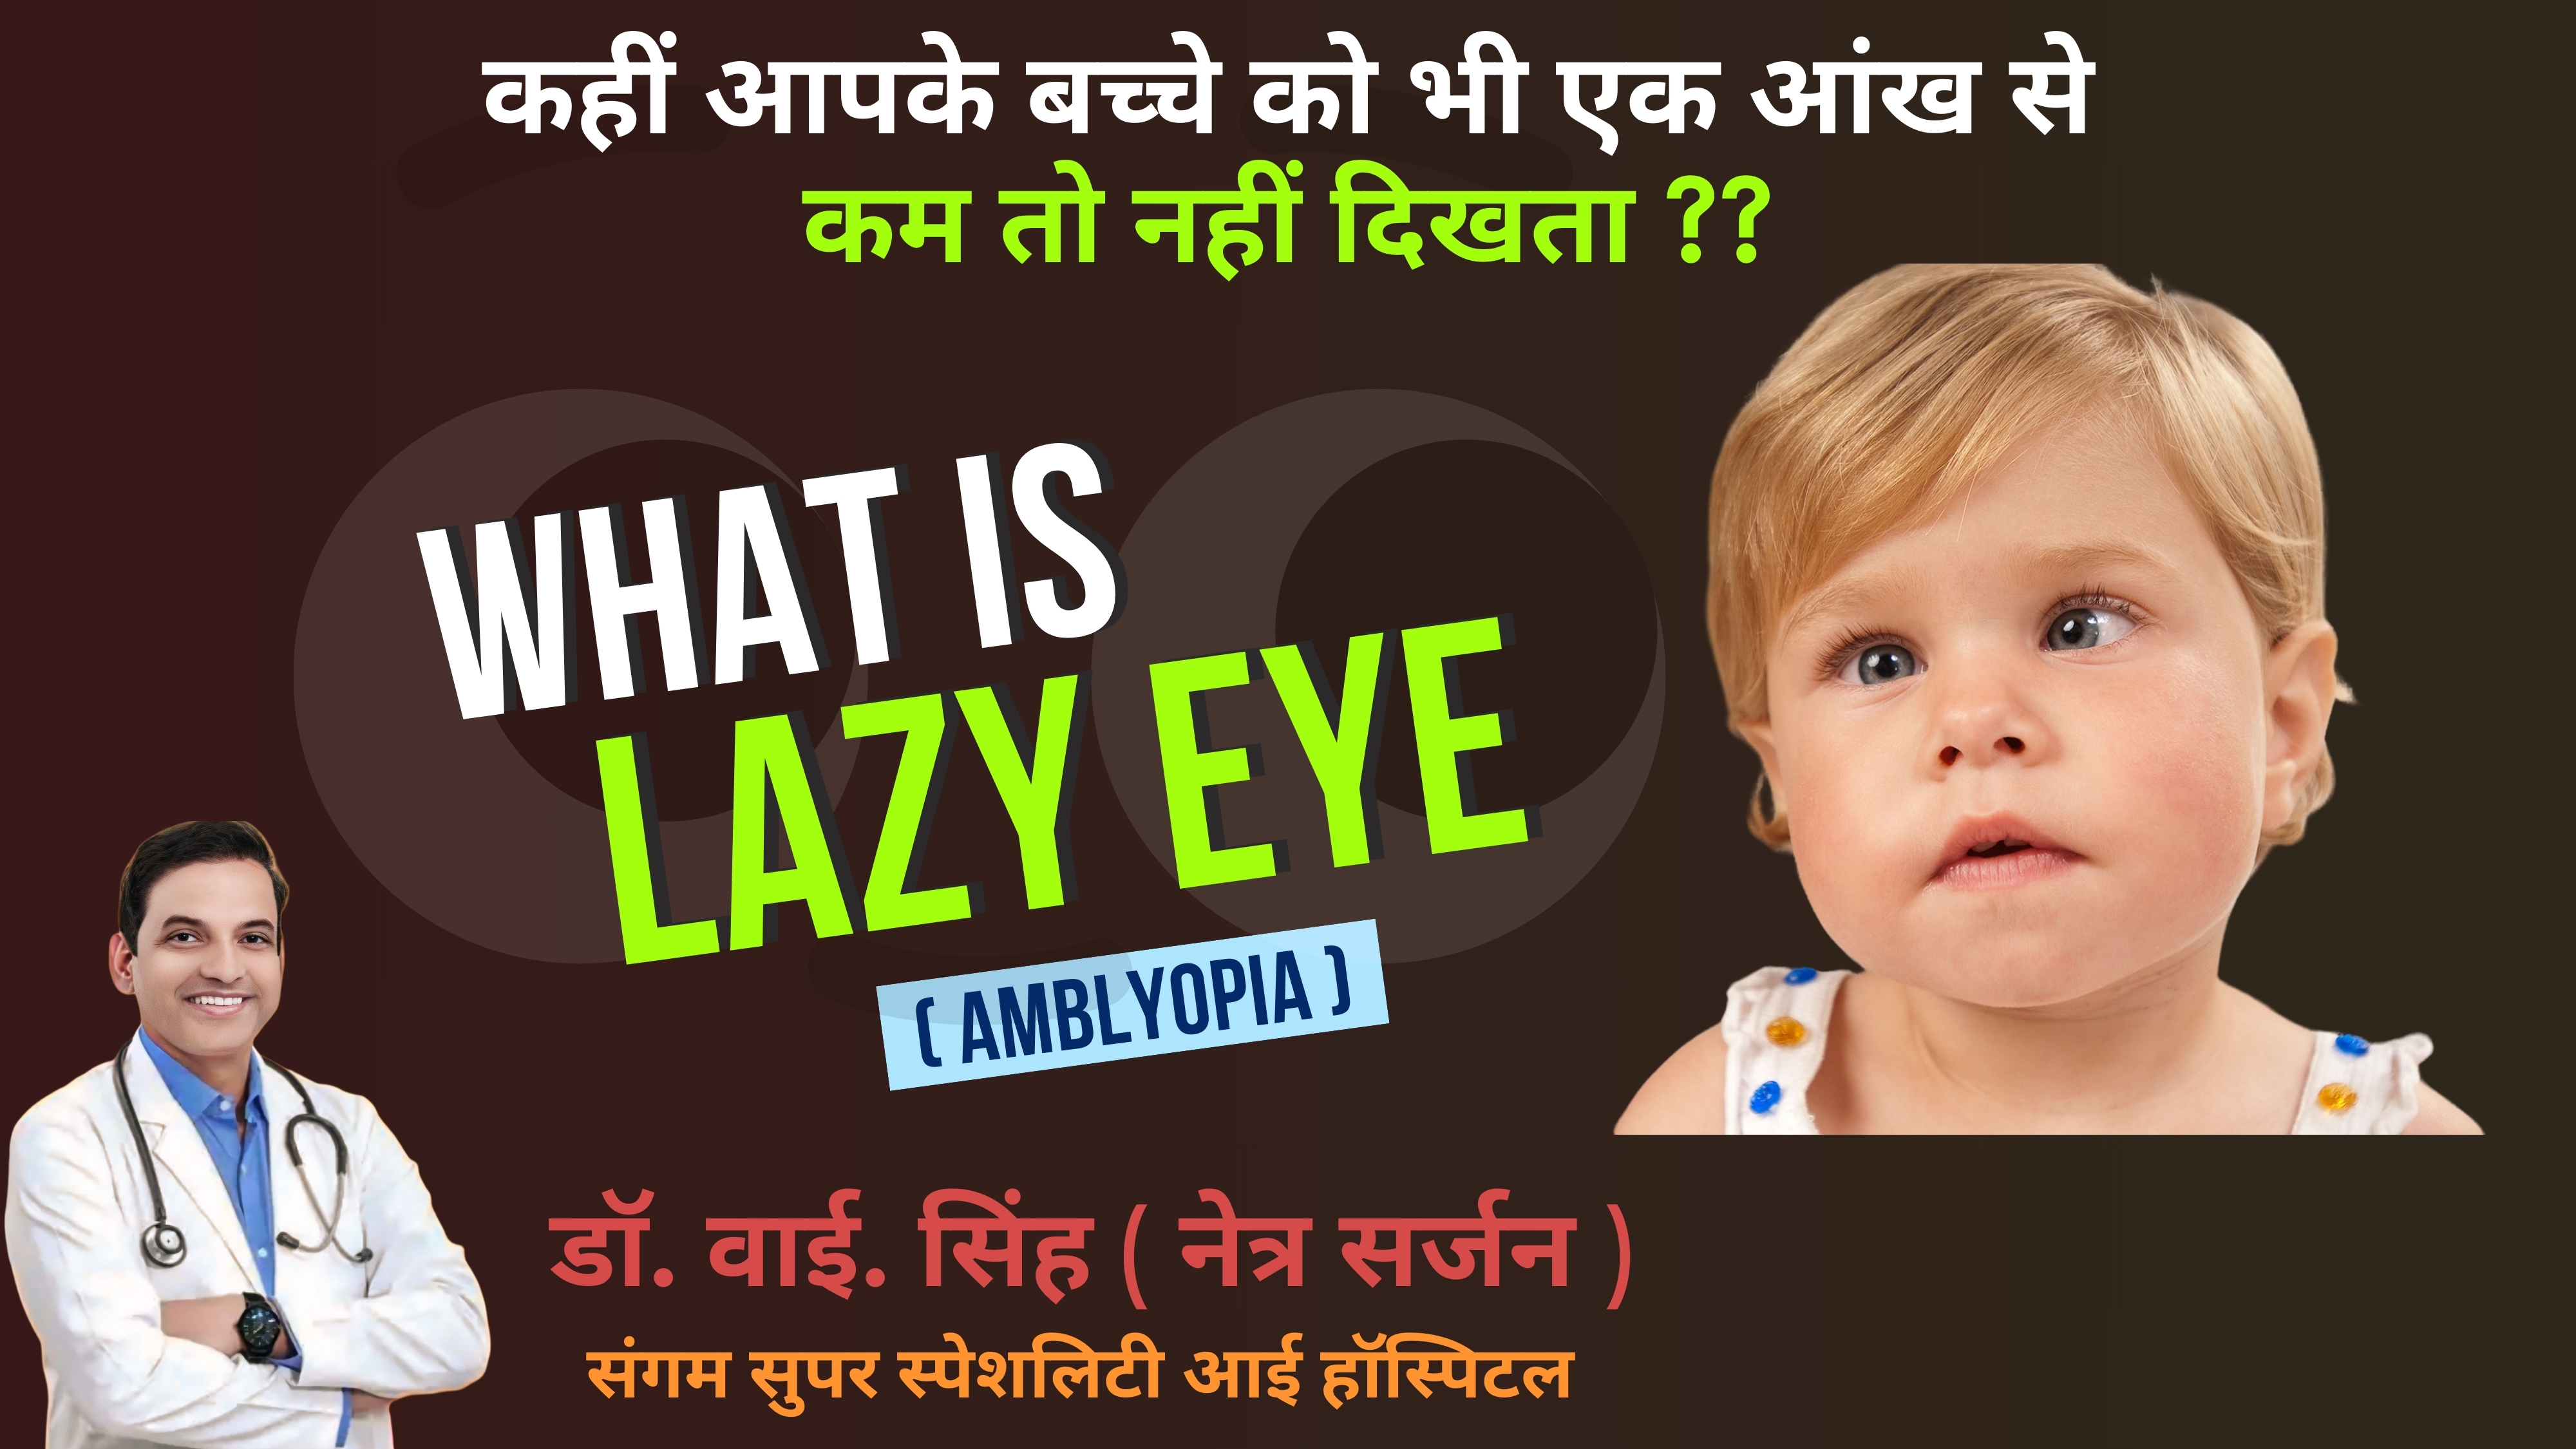 कहीं आपके बच्चे को भी एक आंख से
कम तो नहीं दिखता ??
WHAT IS
LAZY EYE
( AMBLYOPIA )
डॉ. वाई. सिंह ( नेत्र सर्जन )
संगम सुपर स्पेशलिटी आई हॉस्पिटल